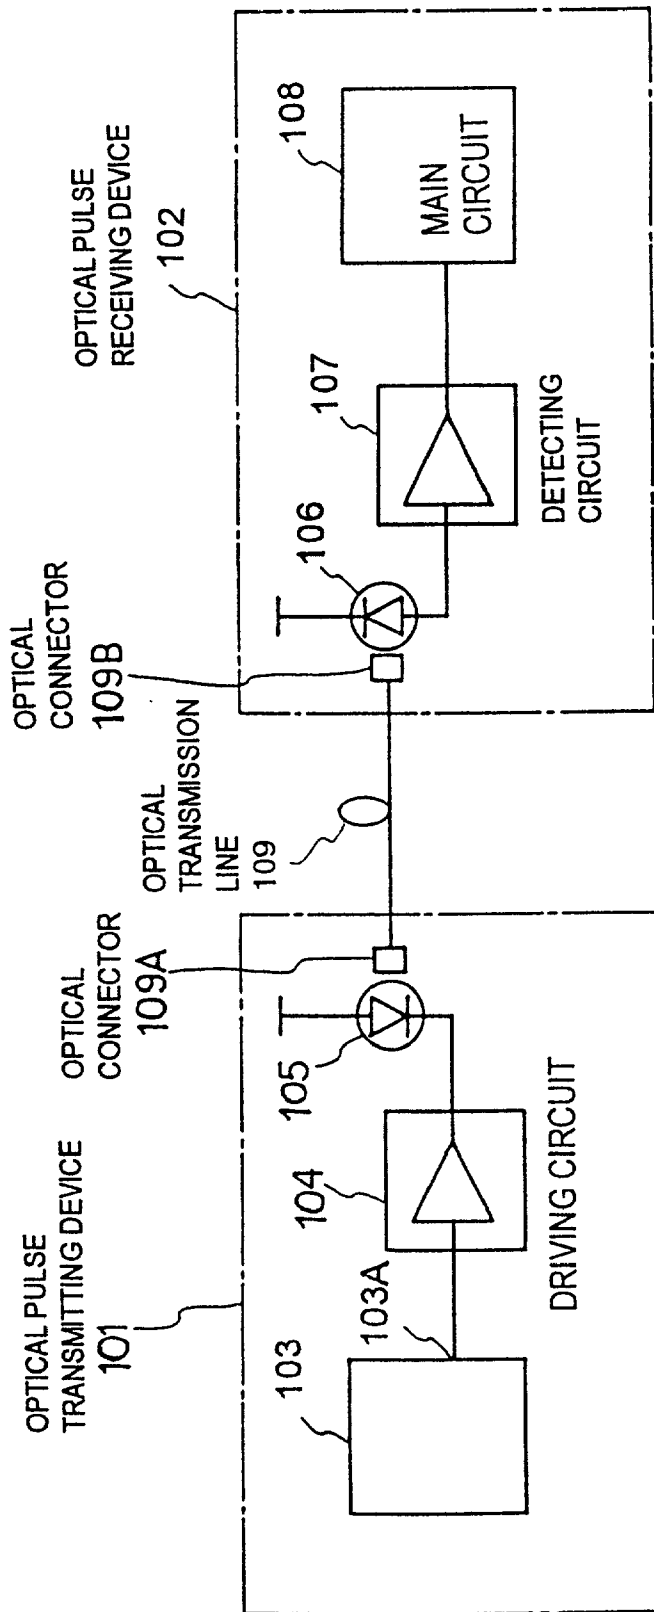 OPTICAL PULSE
TRANSMITTING DEVICE
101
OPTICAL
CONNECTOR
109A
OPTICAL
TRANSMISSION
LINE
109
OPTICAL
CONNECTOR
109B
OPTICAL PULSE
RECEIVING DEVICE
102
103
103A
104
DRIVING CIRCUIT
105
106
107
DETECTING
CIRCUIT
108
MAIN
CIRCUIT